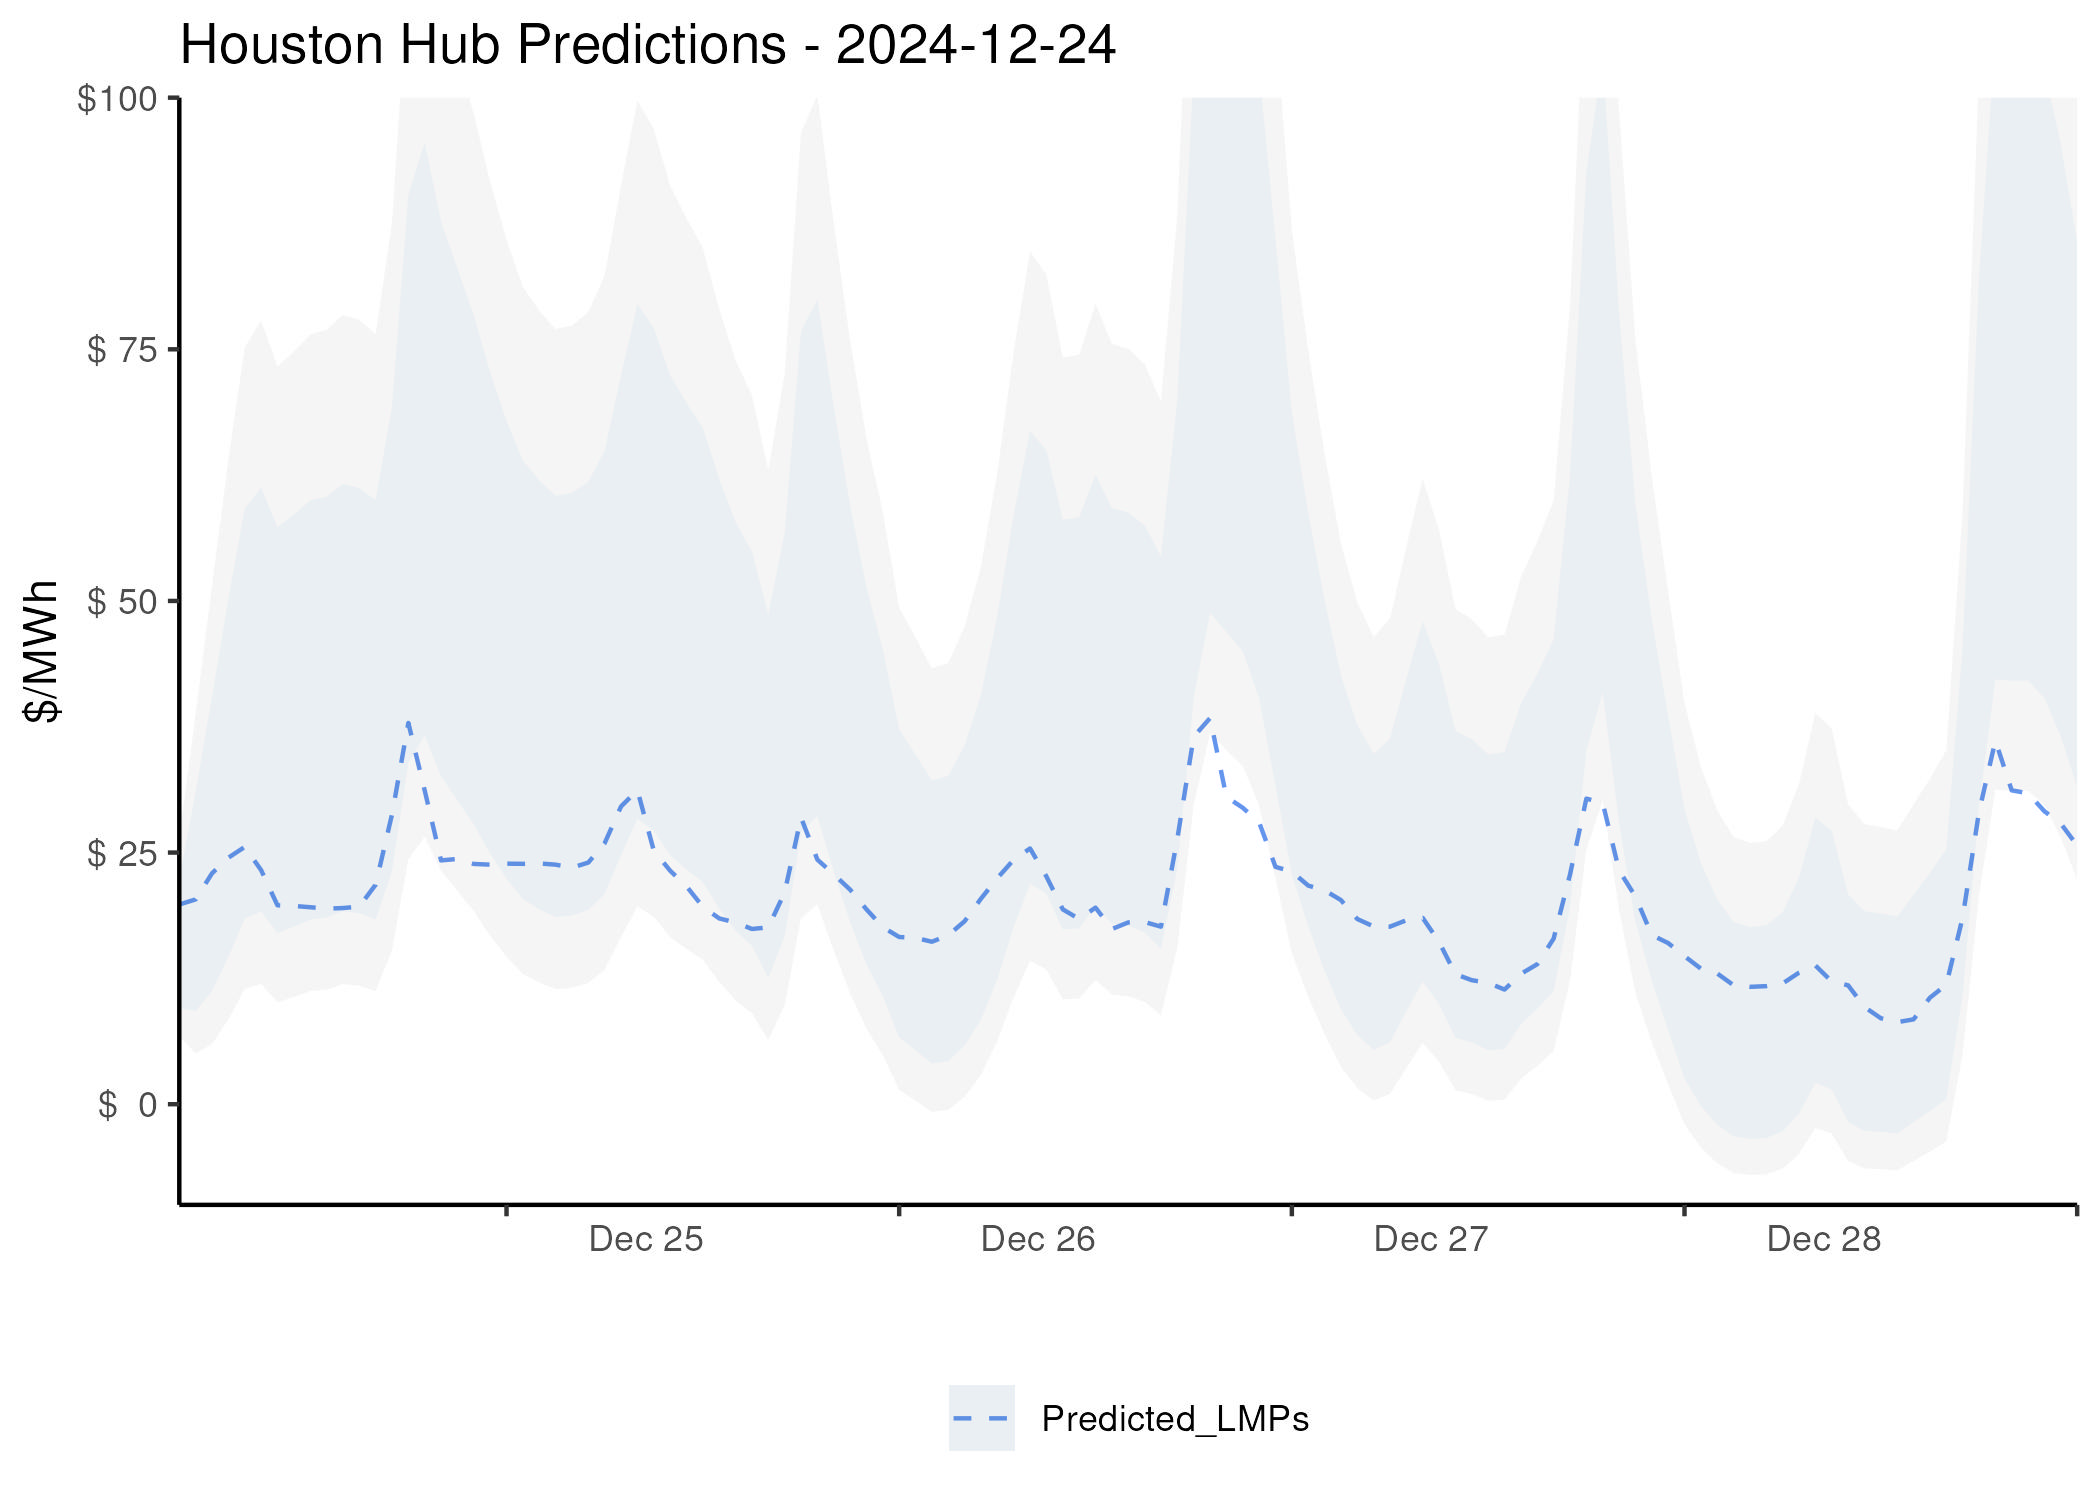 Houston Hub Predictions - 2024-12-24
$100
$ 75
$ 50
$ 25
$ 0
$/MWh
Dec 25 Dec 26 Dec 27 Dec 28
Predicted_LMPs